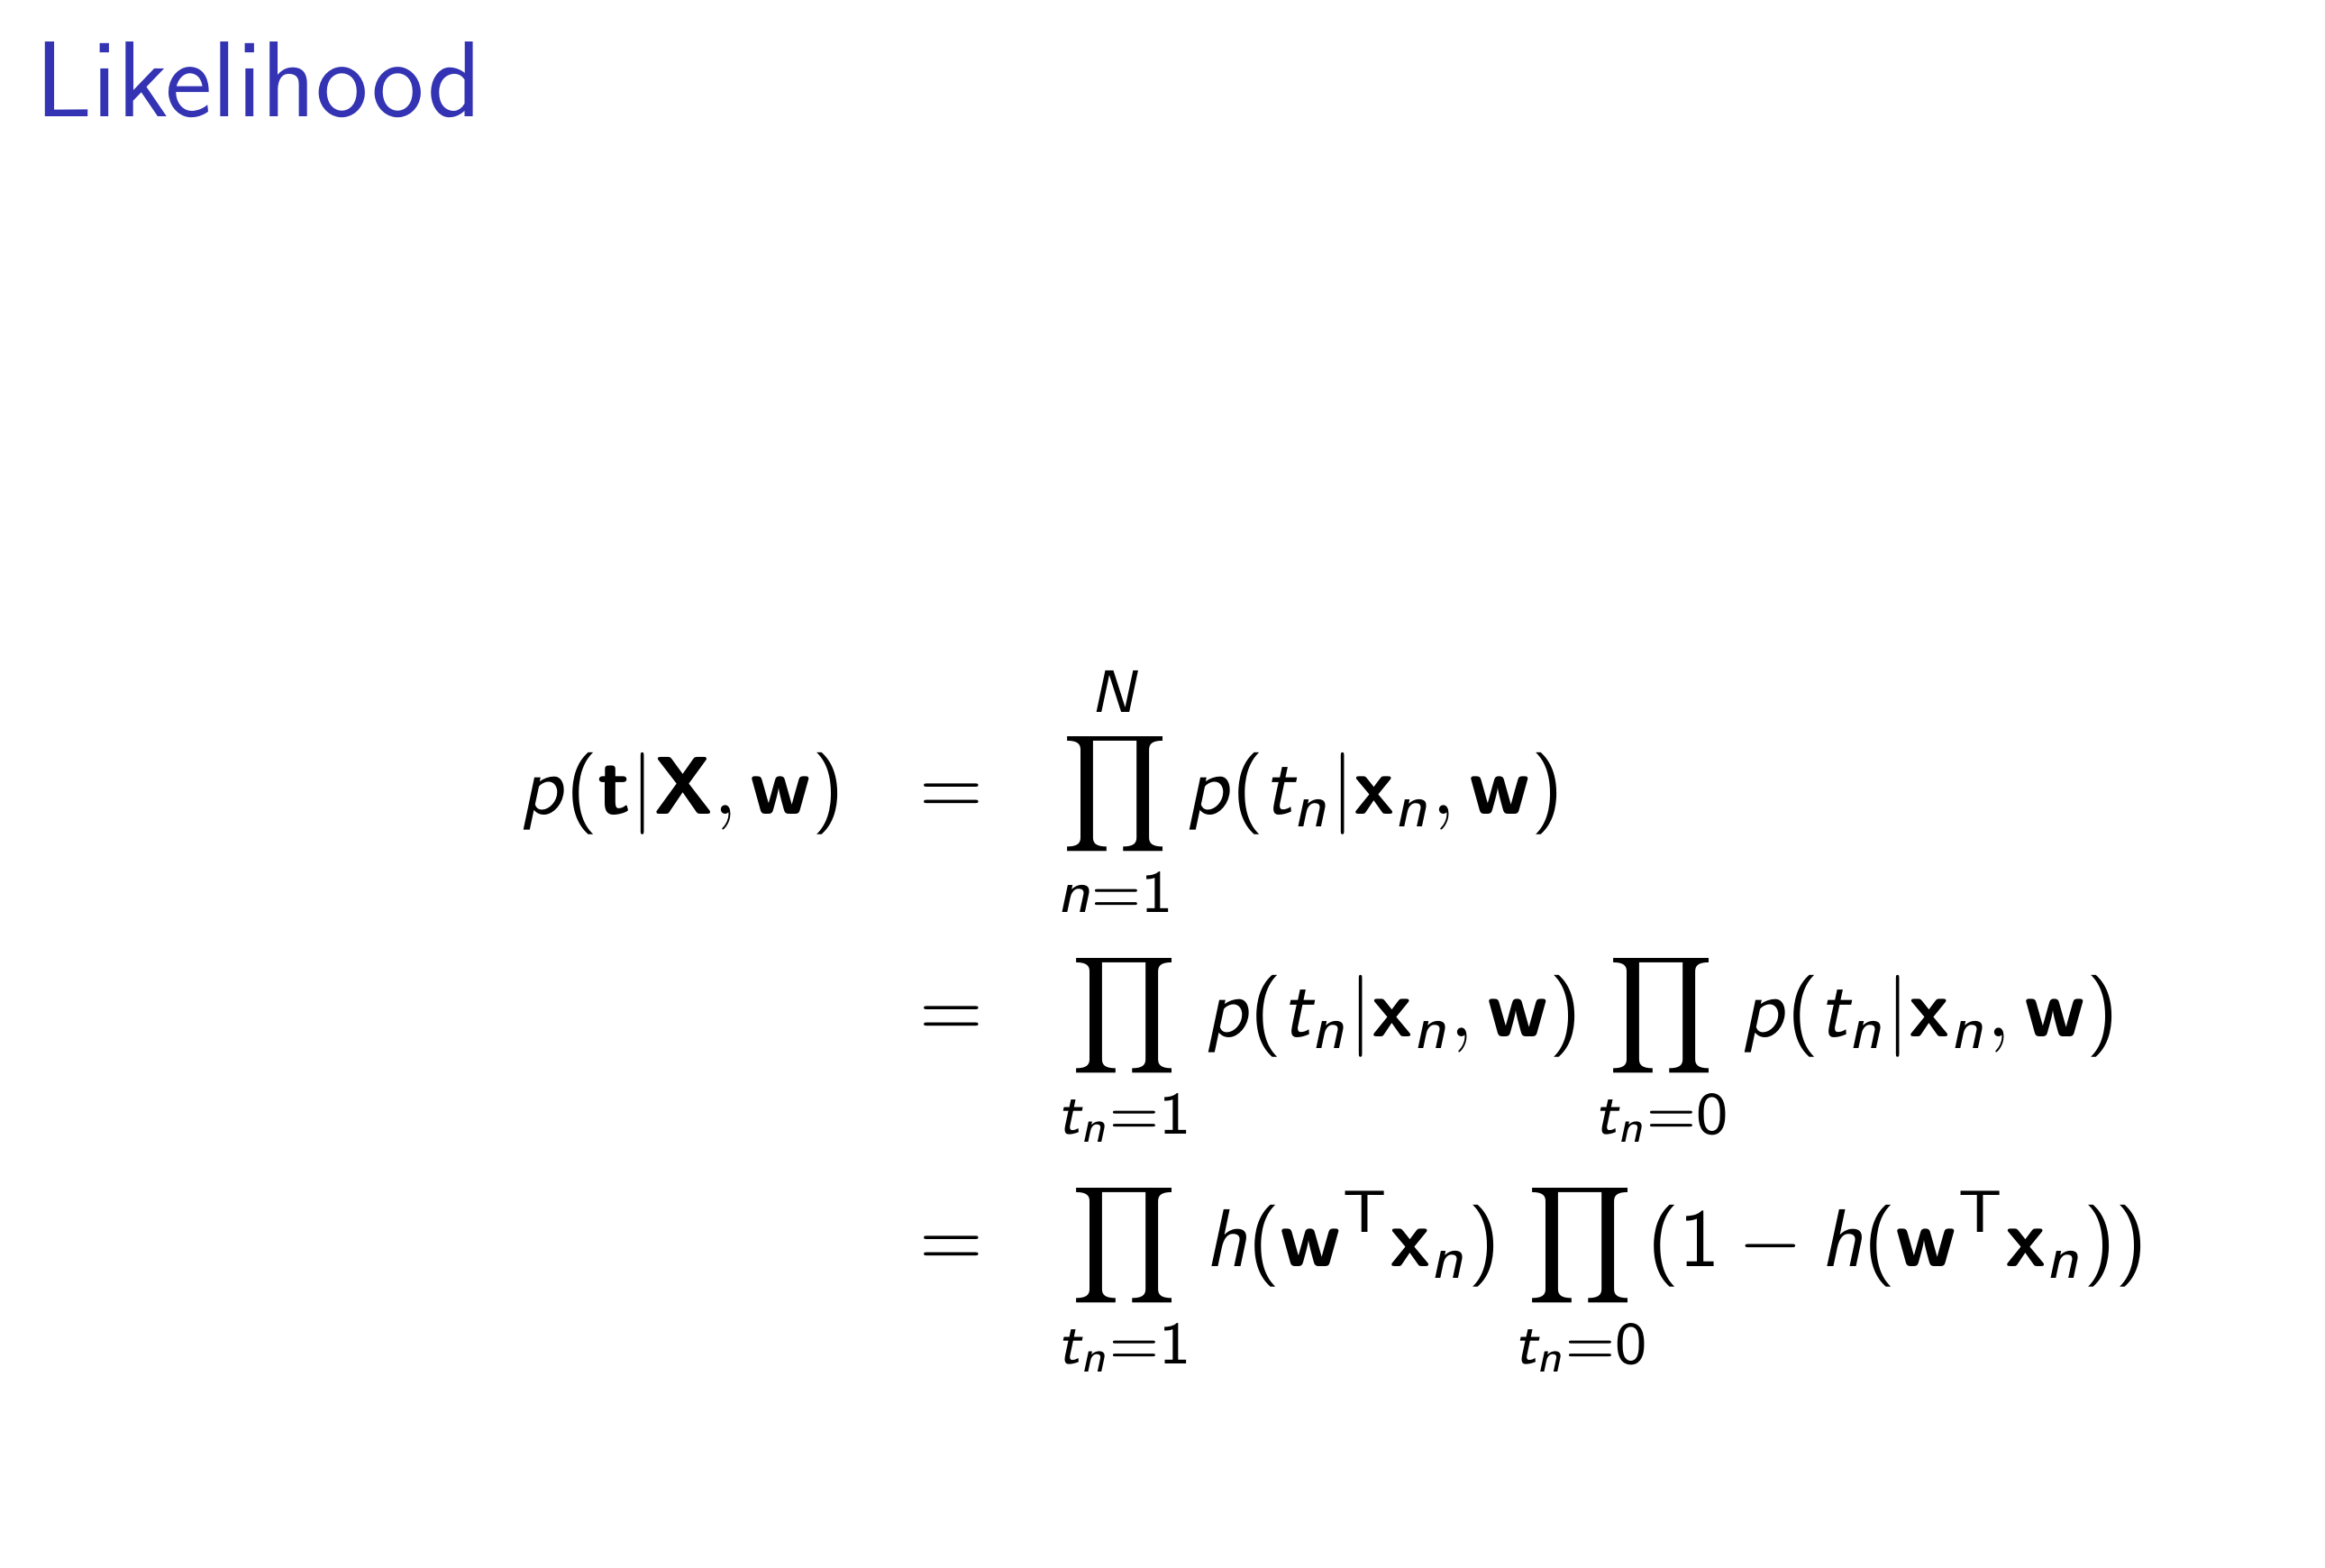 Likelihood
p(𝐭|𝐗, 𝐰) = ∏_{n=1}^{N} p(t_n|𝐱_n, 𝐰)
= ∏_{t_n=1} p(t_n|𝐱_n, 𝐰) ∏_{t_n=0} p(t_n|𝐱_n, 𝐰)
= ∏_{t_n=1} h(𝐰^T 𝐱_n) ∏_{t_n=0} (1 − h(𝐰^T 𝐱_n))